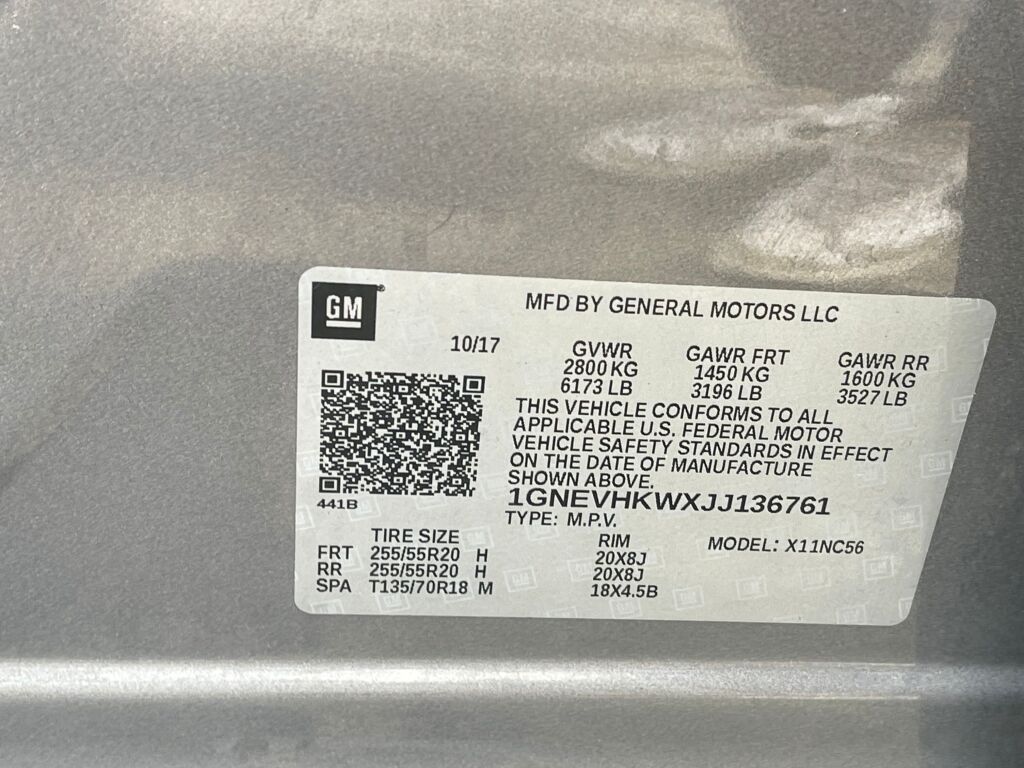 GM
MFD BY GENERAL MOTORS LLC
10/17
GVWR GAWR FRT GAWR RR
2800 KG 1450 KG 1600 KG
6173 LB 3196 LB 3527 LB
THIS VEHICLE CONFORMS TO ALL
APPLICABLE U.S. FEDERAL MOTOR
VEHICLE SAFETY STANDARDS IN EFFECT
ON THE DATE OF MANUFACTURE
SHOWN ABOVE.
441B
1GNEVHKWXJJ136761
TYPE: M.P.V.
TIRE SIZE RIM MODEL: X11NC56
FRT 255/55R20 H 20X8J
RR 255/55R20 H 20X8J
SPA T135/70R18 M 18X4.5B